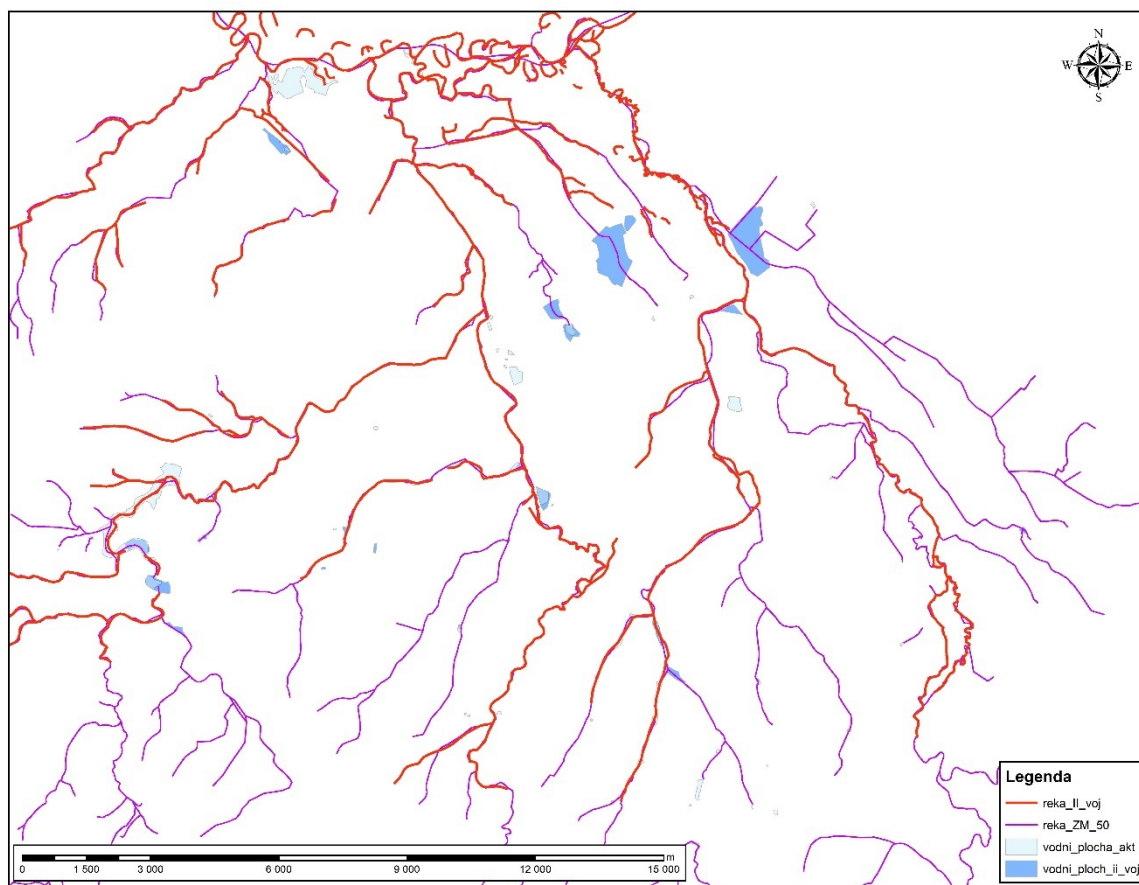 N
W E
S
Legenda
reka_II_voj
reka_ZM_50
vodni_plocha_akt
vodni_ploch_ii_voj
m
0 1 500 3 000 6 000 9 000 12 000 15 000